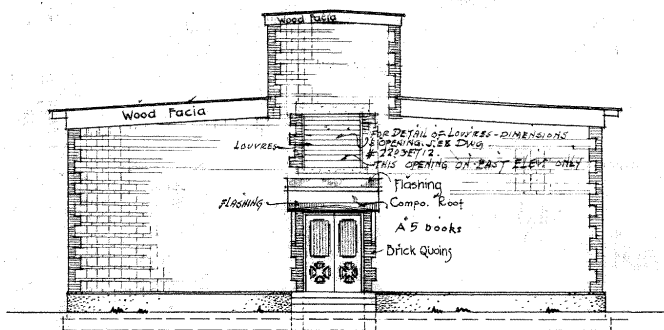 Wood Facia
Wood Facia
LOUVRES
FOR DETAIL OF LOUVRES - DIMENSIONS
& OPENING SEE DWG
THIS OPENING ON EAST ELEV ONLY
Flashing
FLASHING
Compo. Roof
A 5 books
Brick Quoins